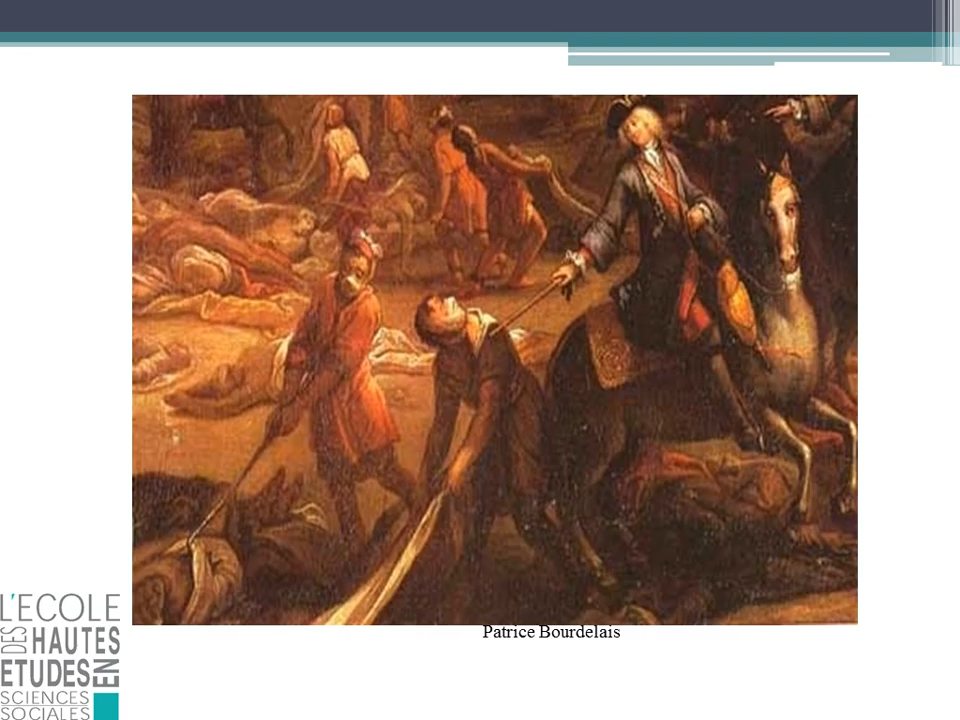 Patrice Bourdelais
L'ECOLE
DES HAUTES
ETUDES EN
SCIENCES
SOCIALES